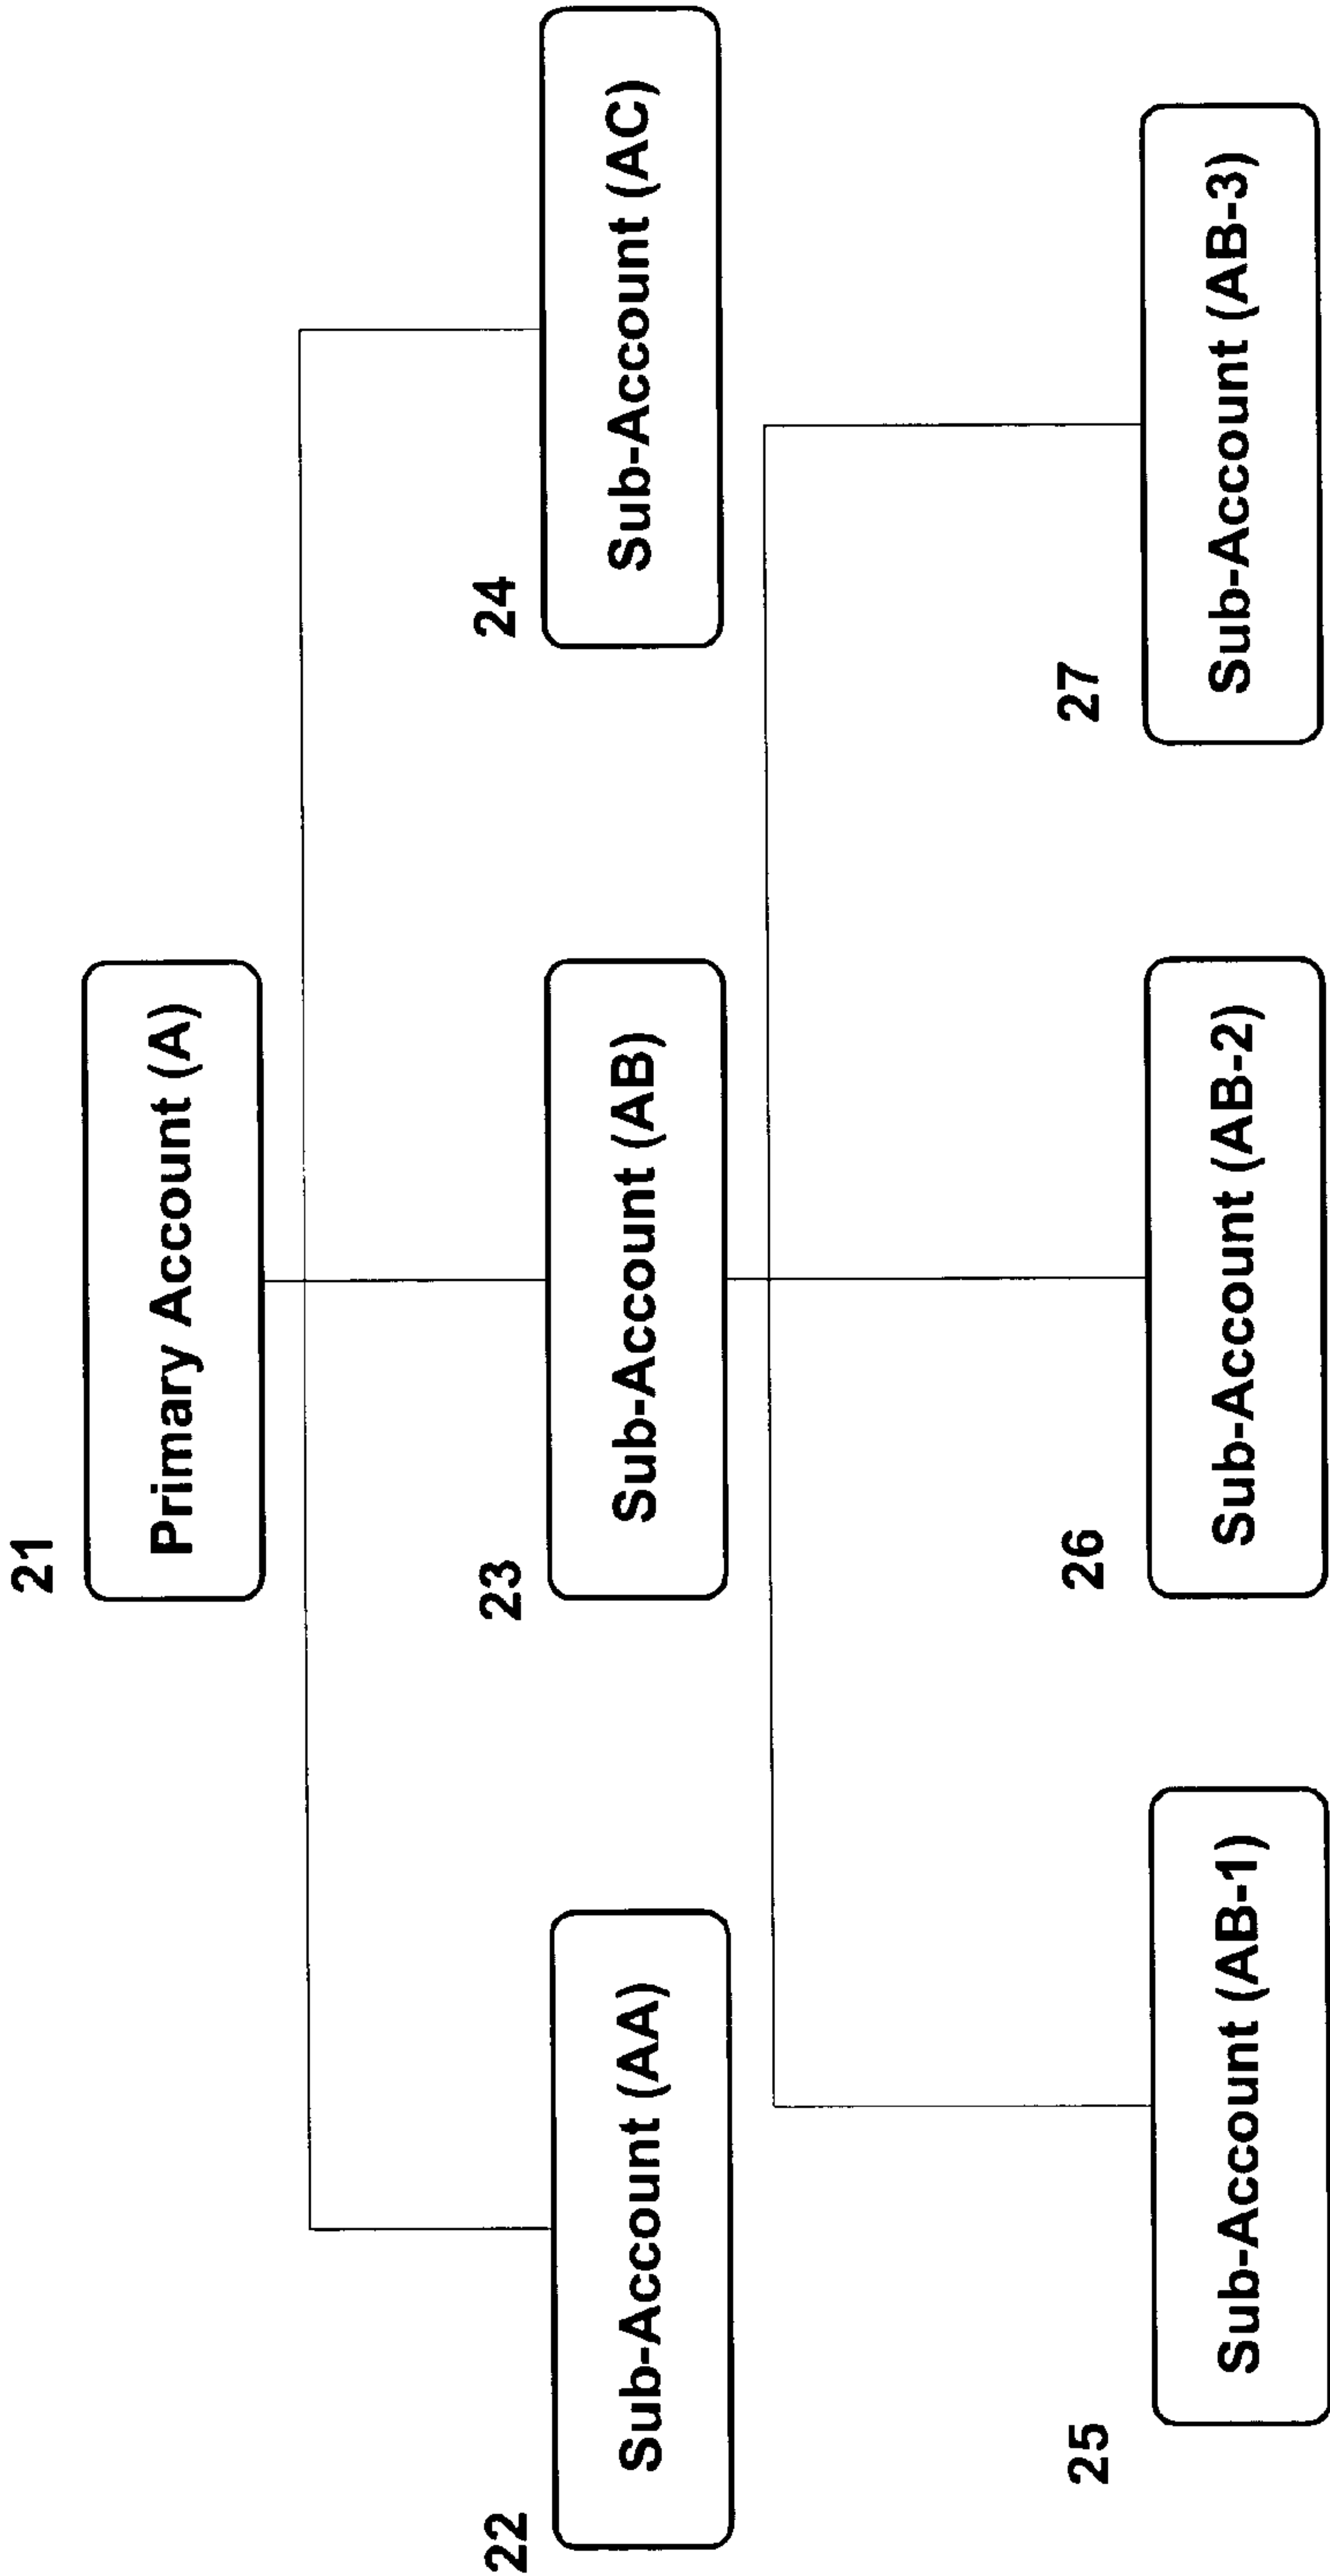 21
Primary Account (A)
22
Sub-Account (AA)
23
Sub-Account (AB)
24
Sub-Account (AC)
25
Sub-Account (AB-1)
26
Sub-Account (AB-2)
27
Sub-Account (AB-3)